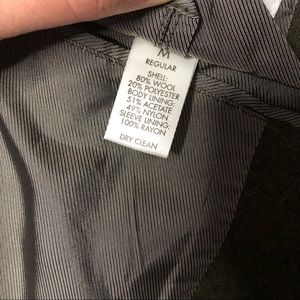 M
REGULAR
SHELL:
80% WOOL
20% POLYESTER
BODY LINING:
51% ACETATE
49% NYLON
SLEEVE LINING:
100% RAYON
DRY CLEAN